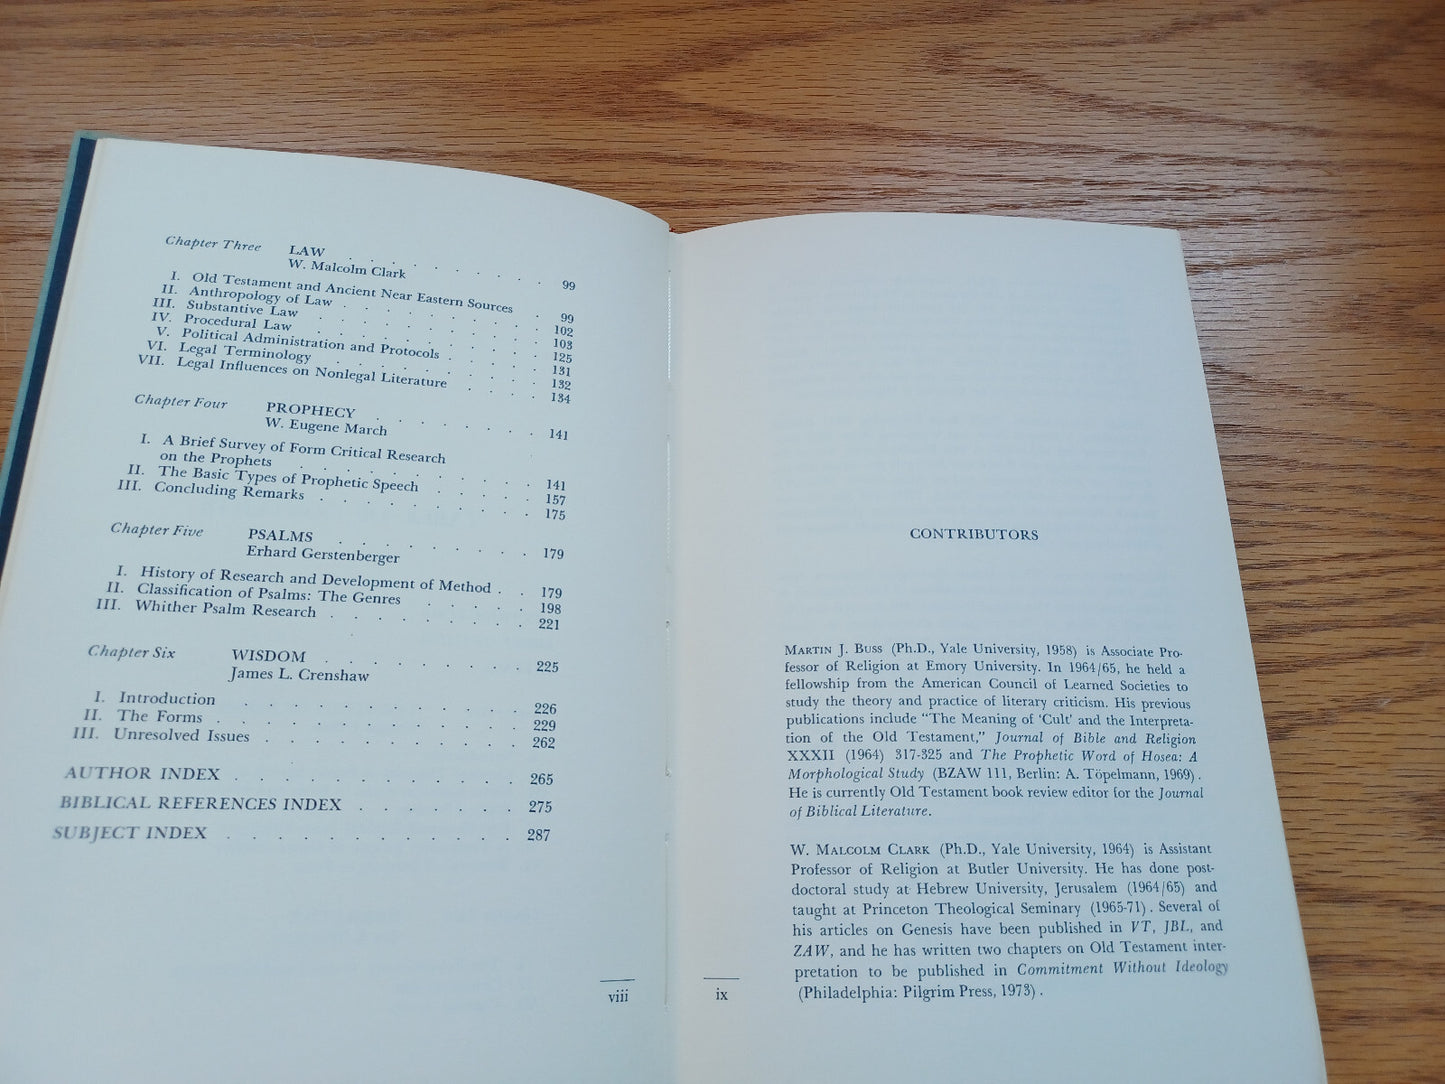 Chapter Three LAW . . . . . . . . . 99
W. Malcolm Clark
I. Old Testament and Ancient Near Eastern Sources . 99
II. Anthropology of Law . . . . . . . . . 102
III. Substantive Law . . . . . . . . . . 103
IV. Procedural Law . . . . . . . . . . 125
V. Political Administration and Protocols . . . . 131
VI. Legal Terminology . . . . . . . . . 132
VII. Legal Influences on Nonlegal Literature . . . . 134
Chapter Four PROPHECY . . . . . . . . 141
W. Eugene March
I. A Brief Survey of Form Critical Research
on the Prophets . . . . . . . . . . 141
II. The Basic Types of Prophetic Speech . . . . . 157
III. Concluding Remarks . . . . . . . . . 175
Chapter Five PSALMS . . . . . . . . . 179
Erhard Gerstenberger
I. History of Research and Development of Method . . 179
II. Classification of Psalms: The Genres . . . . . 198
III. Whither Psalm Research . . . . . . . . 221
Chapter Six WISDOM . . . . . . . . . 225
James L. Crenshaw
I. Introduction . . . . . . . . . . . 226
II. The Forms . . . . . . . . . . . . 229
III. Unresolved Issues . . . . . . . . . . 262
AUTHOR INDEX . . . . . . . . . . . 265
BIBLICAL REFERENCES INDEX . . . . . . . 275
SUBJECT INDEX . . . . . . . . . . . 287
viii
CONTRIBUTORS
MARTIN J. BUSS (Ph.D., Yale University, 1958) is Associate Pro-
fessor of Religion at Emory University. In 1964/65, he held a
fellowship from the American Council of Learned Societies to
study the theory and practice of literary criticism. His previous
publications include "The Meaning of 'Cult' and the Interpreta-
tion of the Old Testament," Journal of Bible and Religion
XXXII (1964) 317-325 and The Prophetic Word of Hosea: A
Morphological Study (BZAW 111, Berlin: A. Töpelmann, 1969).
He is currently Old Testament book review editor for the Journal
of Biblical Literature.
W. MALCOLM CLARK (Ph.D., Yale University, 1964) is Assistant
Professor of Religion at Butler University. He has done post-
doctoral study at Hebrew University, Jerusalem (1964/65) and
taught at Princeton Theological Seminary (1965-71). Several of
his articles on Genesis have been published in VT, JBL, and
ZAW, and he has written two chapters on Old Testament inter-
pretation to be published in Commitment Without Ideology
(Philadelphia: Pilgrim Press, 1973).
ix